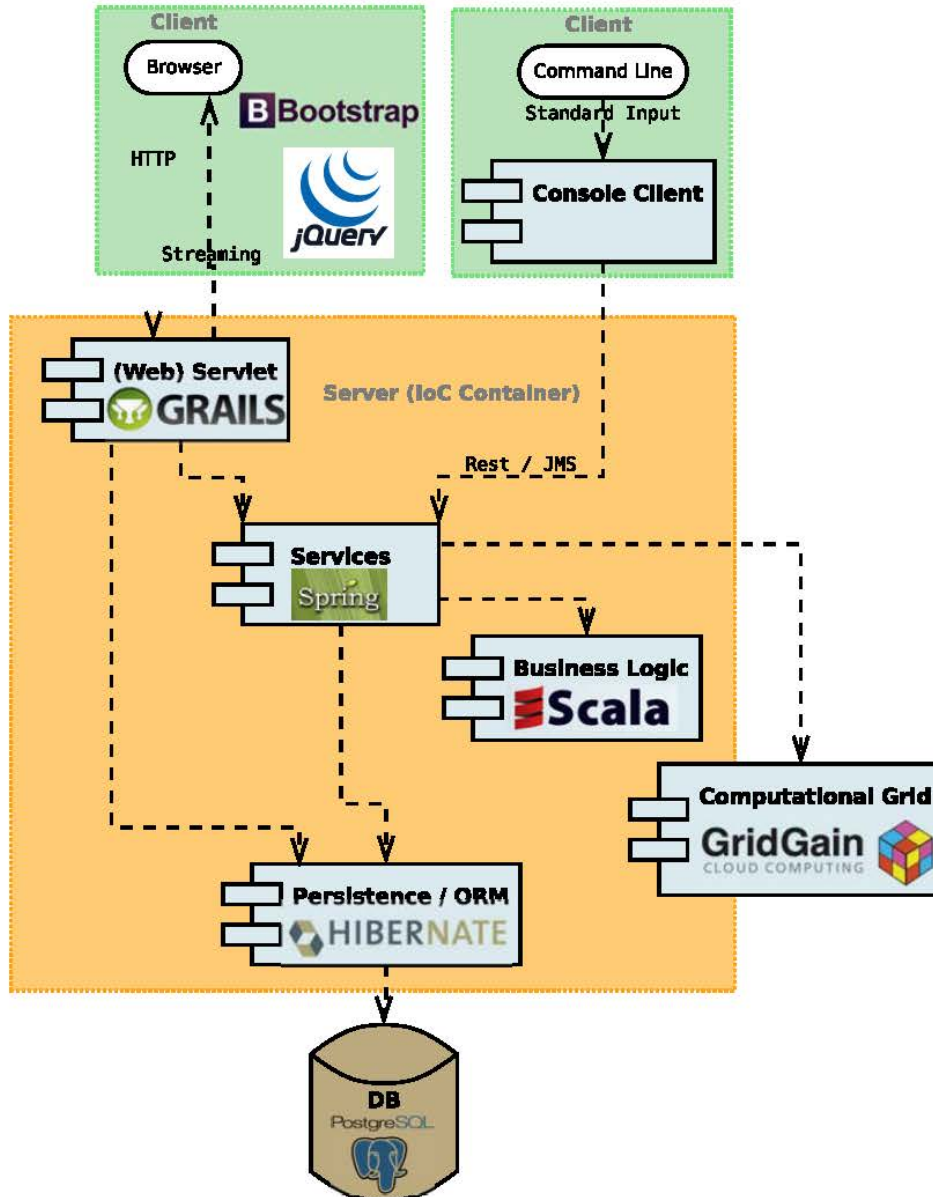 Client
Browser
B Bootstrap
HTTP
jQuery
Streaming
Client
Command Line
Standard Input
Console Client
(Web) Servlet
GRAILS
Server (IoC Container)
Rest / JMS
Services
Spring
Business Logic
Scala
Computational Grid
GridGain
CLOUD COMPUTING
Persistence / ORM
HIBERNATE
DB
PostgreSQL